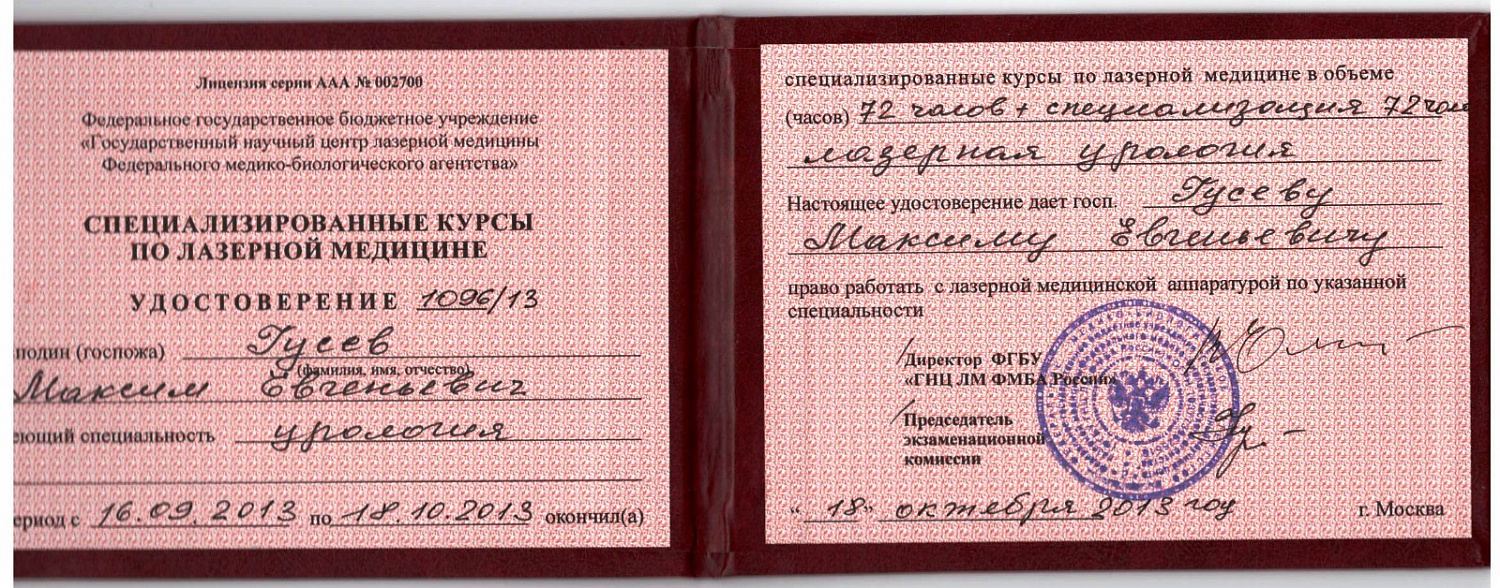 Лицензия серии ААА № 002700
Федеральное государственное бюджетное учреждение
«Государственный научный центр лазерной медицины
Федерального медико-биологического агентства»
СПЕЦИАЛИЗИРОВАННЫЕ КУРСЫ
ПО ЛАЗЕРНОЙ МЕДИЦИНЕ
УДОСТОВЕРЕНИЕ 1096/13
подин (госпожа) Гусев
(фамилия, имя, отчество)
Максим Евгеньевич
еющий специальность урология
ериод с 16.09.2013 по 18.10.2013 окончил(а)
специализированные курсы по лазерной медицине в объеме
(часов) 72 часов + специализация 72 час
лазерная урология
Настоящее удостоверение дает госп. Гусеву
Максиму Евгеньевичу
право работать с лазерной медицинской аппаратурой по указанной
специальности
Директор ФГБУ
«ГНЦ ЛМ ФМБА России»
Председатель
экзаменационной
комиссии
« 18 » октября 2013 год г. Москва